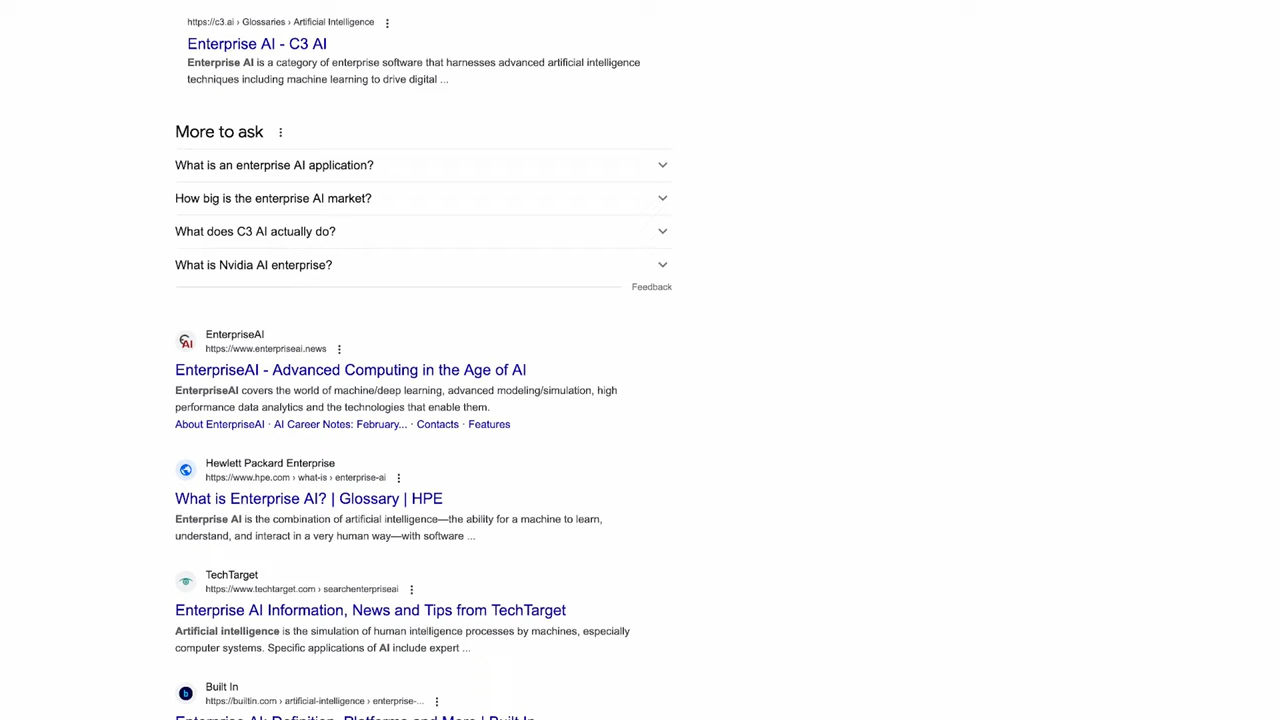 https://c3.ai › Glossaries › Artificial Intelligence
Enterprise AI - C3 AI
Enterprise AI is a category of enterprise software that harnesses advanced artificial intelligence
techniques including machine learning to drive digital ...
More to ask
What is an enterprise AI application?
How big is the enterprise AI market?
What does C3 AI actually do?
What is Nvidia AI enterprise?
Feedback
EnterpriseAI
https://www.enterpriseai.news
EnterpriseAI - Advanced Computing in the Age of AI
EnterpriseAI covers the world of machine/deep learning, advanced modeling/simulation, high
performance data analytics and the technologies that enable them.
About EnterpriseAI · AI Career Notes: February... · Contacts · Features
Hewlett Packard Enterprise
https://www.hpe.com › what-is › enterprise-ai
What is Enterprise AI? | Glossary | HPE
Enterprise AI is the combination of artificial intelligence—the ability for a machine to learn,
understand, and interact in a very human way—with software ...
TechTarget
https://www.techtarget.com › searchenterpriseai
Enterprise AI Information, News and Tips from TechTarget
Artificial intelligence is the simulation of human intelligence processes by machines, especially
computer systems. Specific applications of AI include expert ...
Built In
https://builtin.com › artificial-intelligence › enterprise-...
Enterprise AI: Definition, Platforms and More | Built In